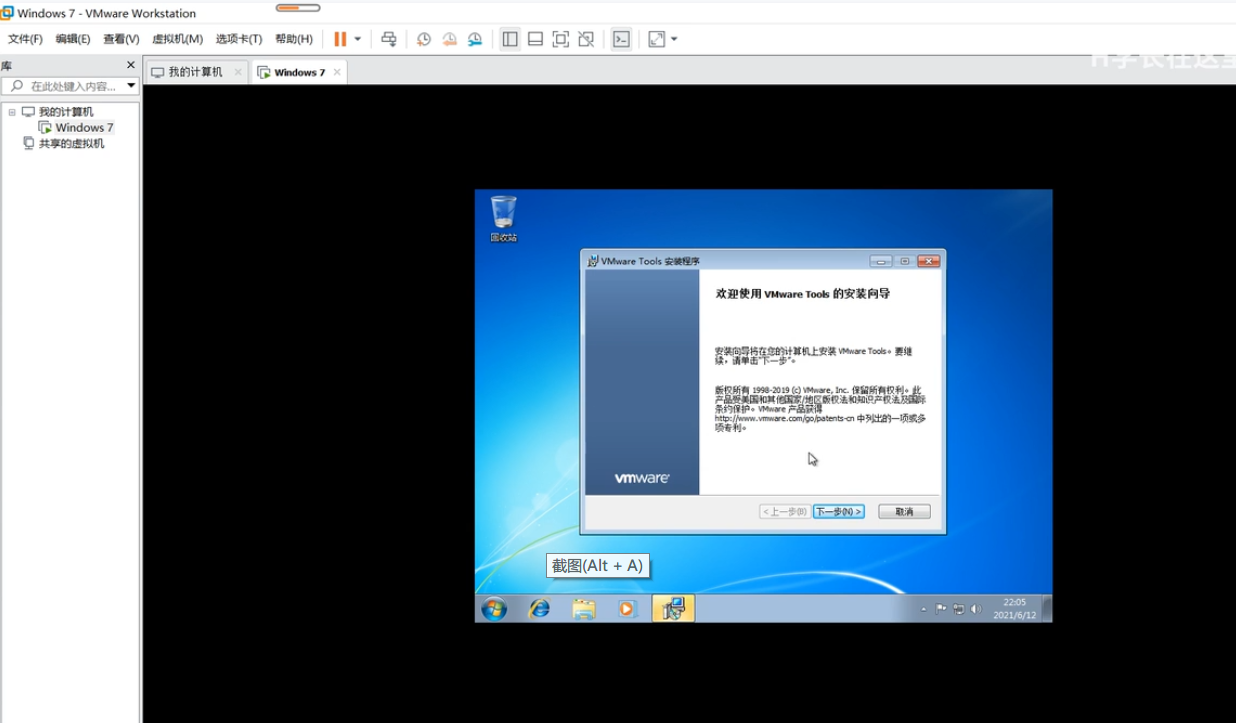 Windows 7 - VMware Workstation
文件(F) 编辑(E) 查看(V) 虚拟机(M) 选项卡(T) 帮助(H)
库
在此处键入内容...
我的计算机
Windows 7
共享的虚拟机
我的计算机
Windows 7
H学长在这里
回收站
VMware Tools 安装程序
欢迎使用 VMware Tools 的安装向导
安装向导将在您的计算机上安装 VMware Tools。要继
续，请单击“下一步”。
版权所有 1998-2019 (c) VMware, Inc. 保留所有权利。此
产品受美国和其他国家/地区版权法和知识产权法及国际
条约保护。VMware 产品获得
http://www.vmware.com/go/patents-cn 中列出的一项或多
项专利。
vmware
< 上一步(B) 下一步(N) > 取消
截图(Alt + A)
22:05
2021/6/12